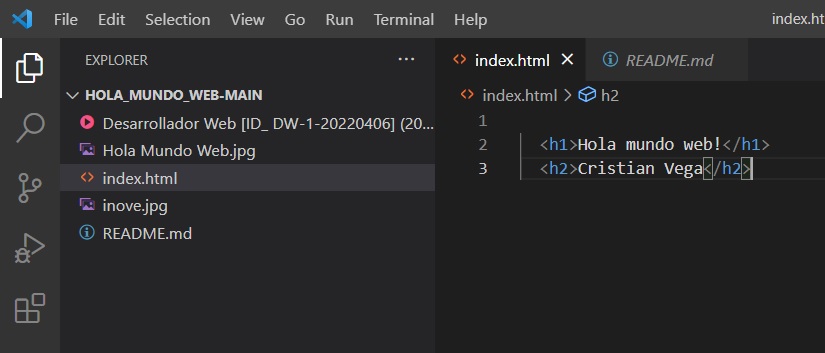 File Edit Selection View Go Run Terminal Help index.ht
EXPLORER ...
HOLA_MUNDO_WEB-MAIN
Desarrollador Web [ID_ DW-1-20220406] (20...
Hola Mundo Web.jpg
index.html
inove.jpg
README.md
index.html README.md
index.html > h2
1
2 <h1>Hola mundo web!</h1>
3 <h2>Cristian Vega</h2>